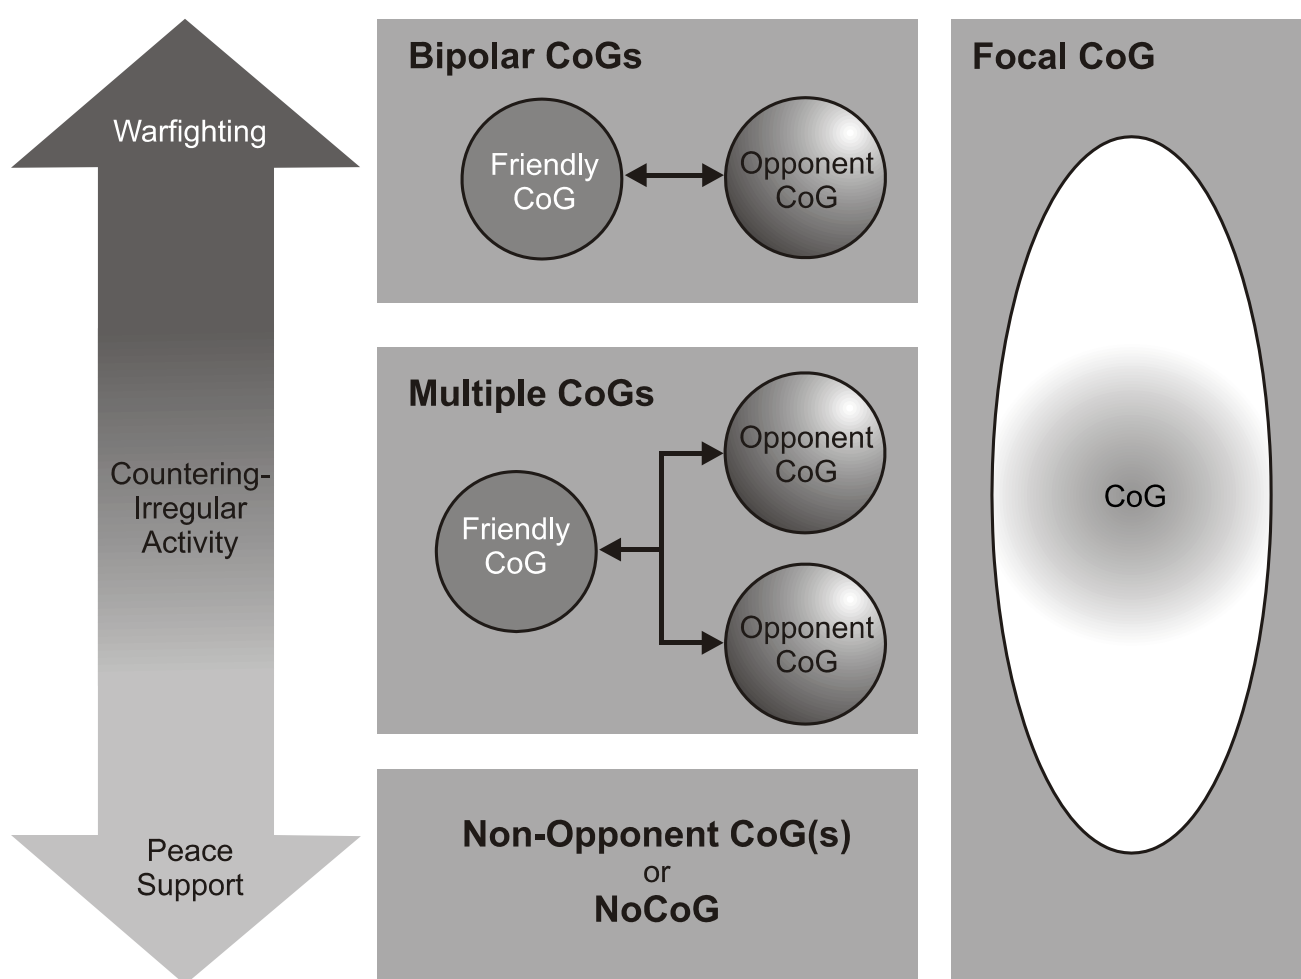 Warfighting
Countering-
Irregular
Activity
Peace
Support
Bipolar CoGs
Friendly
CoG
Opponent
CoG
Multiple CoGs
Friendly
CoG
Opponent
CoG
Opponent
CoG
Non-Opponent CoG(s)
or
NoCoG
Focal CoG
CoG